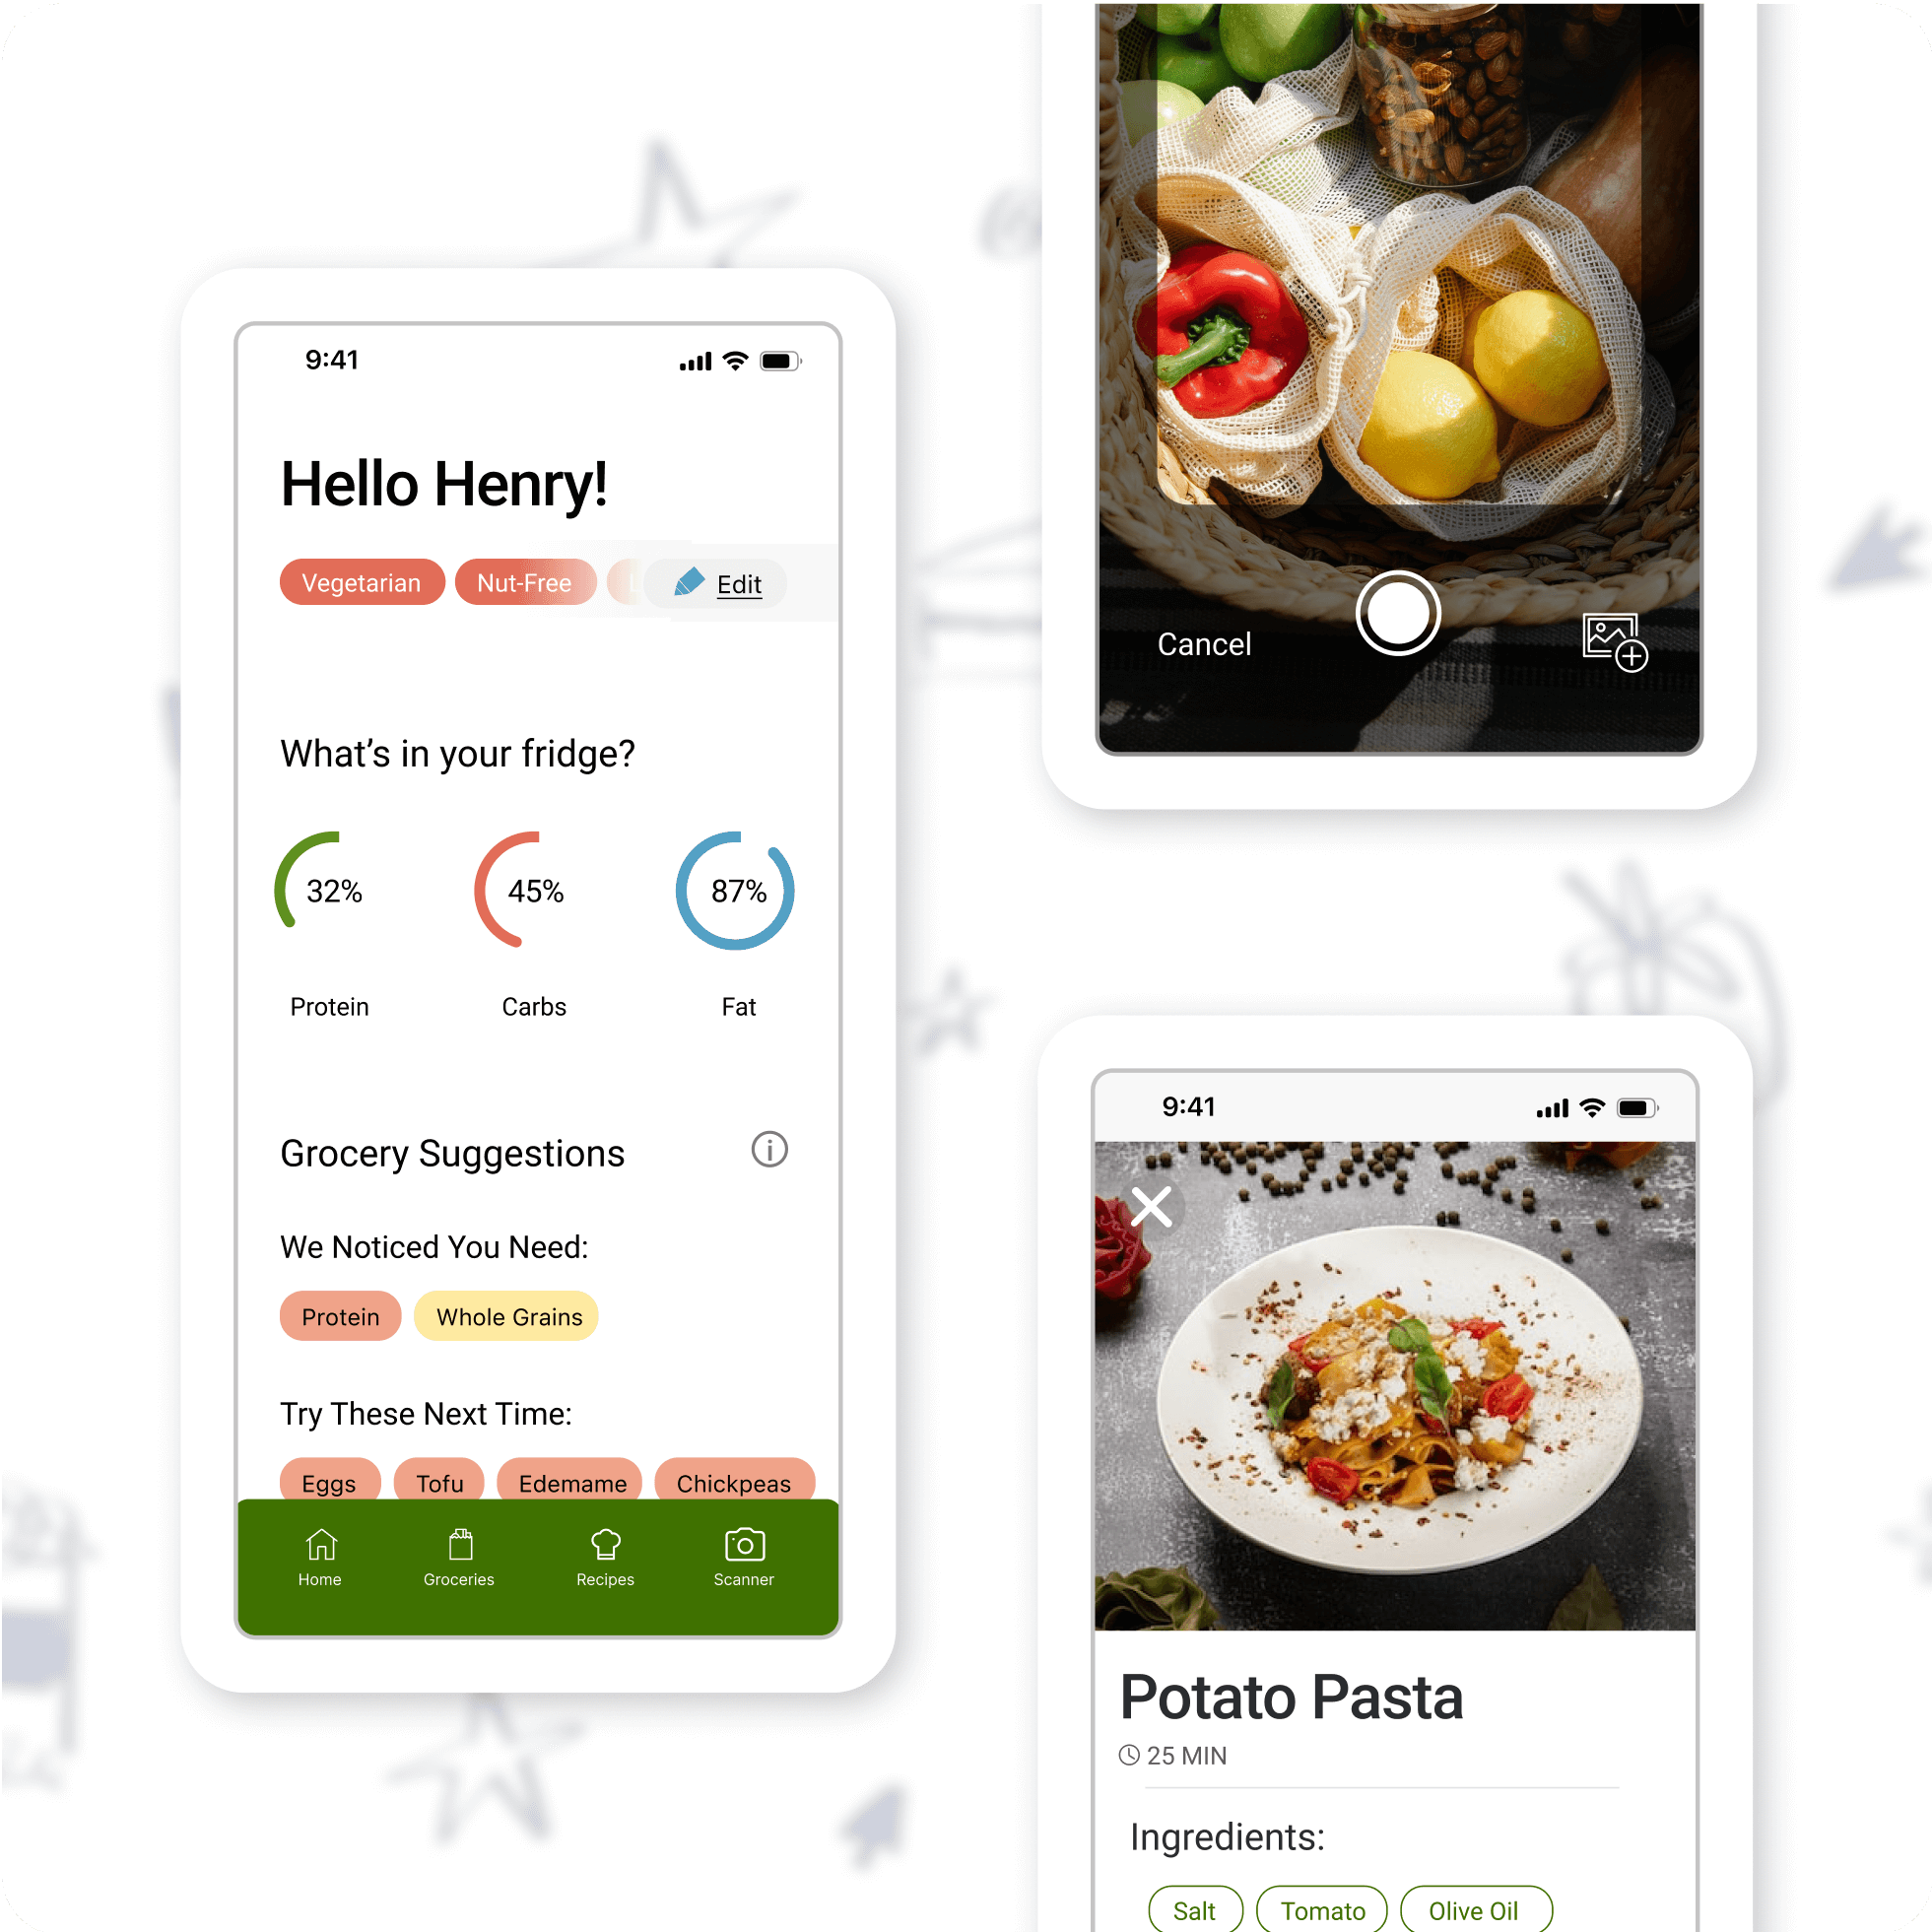 9:41
Hello Henry!
Vegetarian Nut-Free L Edit
What's in your fridge?
32% 45% 87%
Protein Carbs Fat
Grocery Suggestions
We Noticed You Need:
Protein Whole Grains
Try These Next Time:
Eggs Tofu Edemame Chickpeas
Home Groceries Recipes Scanner
Cancel
9:41
Potato Pasta
25 MIN
Ingredients:
Salt Tomato Olive Oil